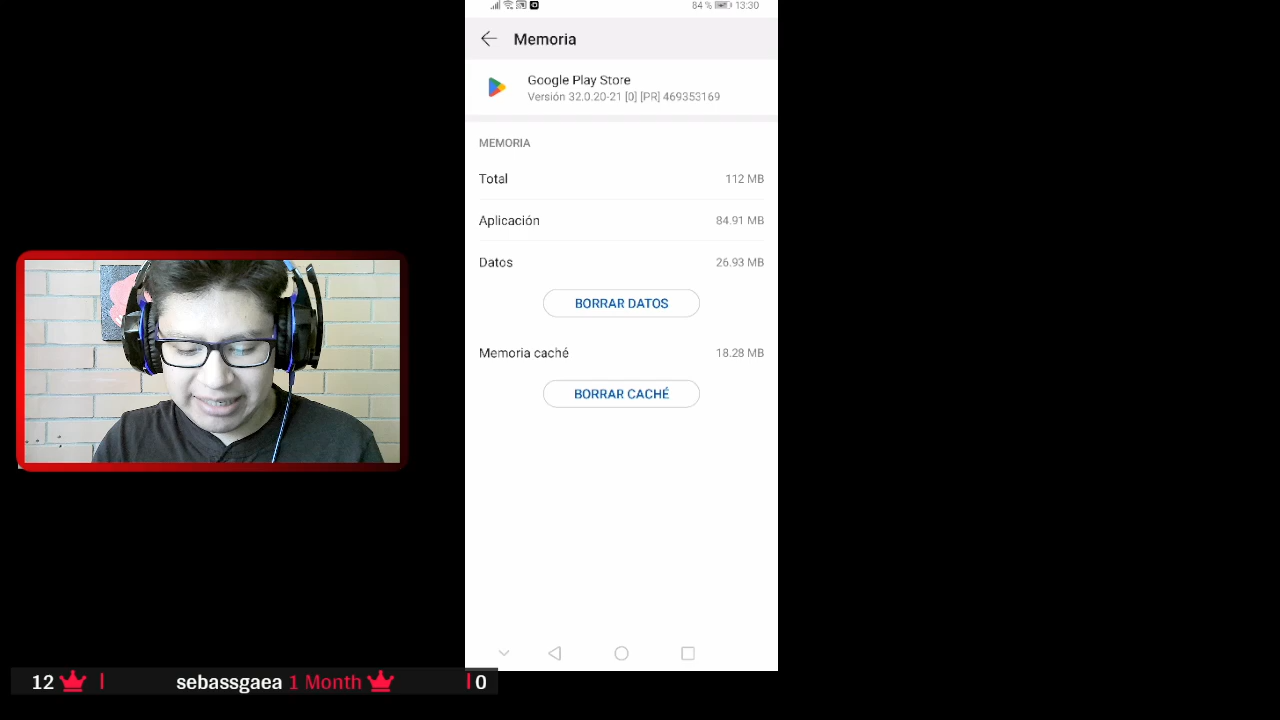 84 % 13:30
Memoria
Google Play Store
Versión 32.0.20-21 [0] [PR] 469353169
MEMORIA
Total 112 MB
Aplicación 84.91 MB
Datos 26.93 MB
BORRAR DATOS
Memoria caché 18.28 MB
BORRAR CACHÉ
12 sebassgaea 1 Month 0